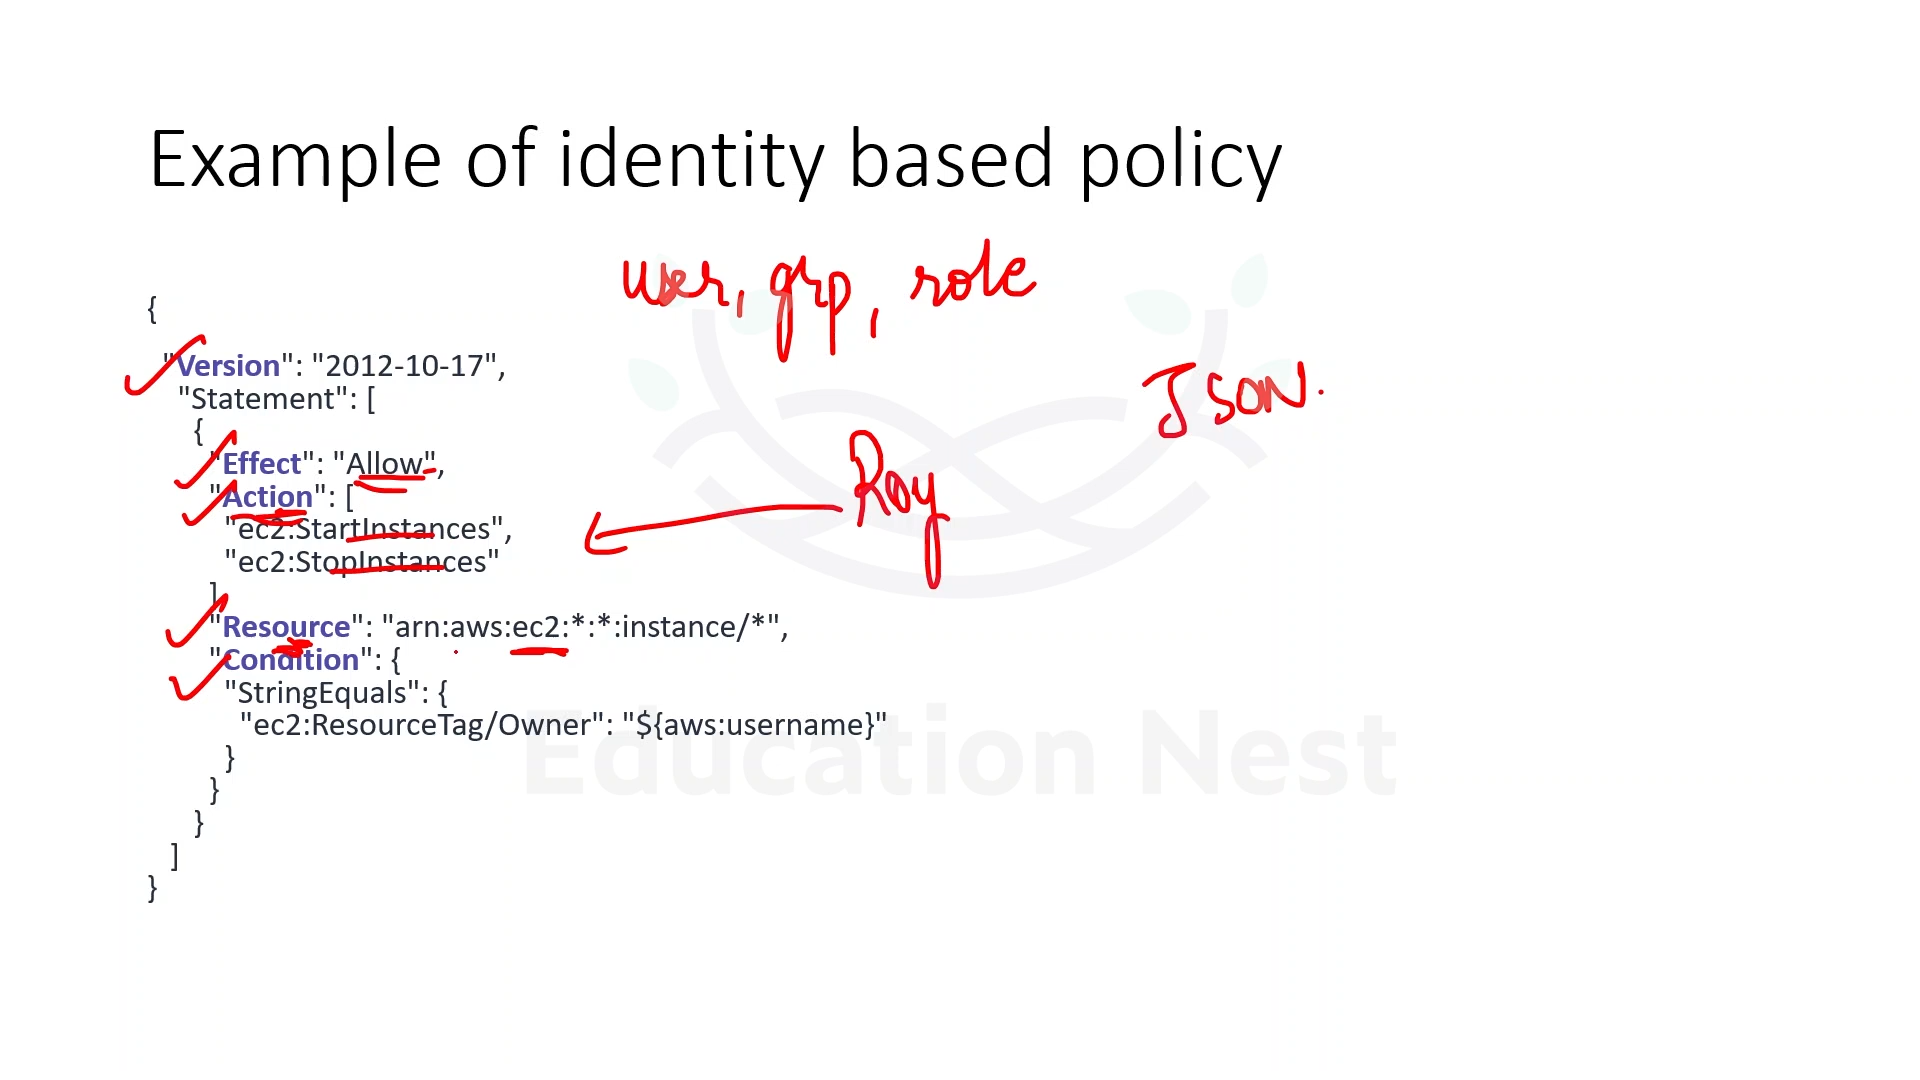 Example of identity based policy
user, grp, role
{
"Version": "2012-10-17",
"Statement": [
JSON.
{
"Effect": "Allow",
"Action": [
Roy
"ec2:StartInstances",
"ec2:StopInstances"
]
"Resource": "arn:aws:ec2:*:*:instance/*",
"Condition": {
"StringEquals": {
"ec2:ResourceTag/Owner": "${aws:username}"
}
}
}
]
}
Education Nest